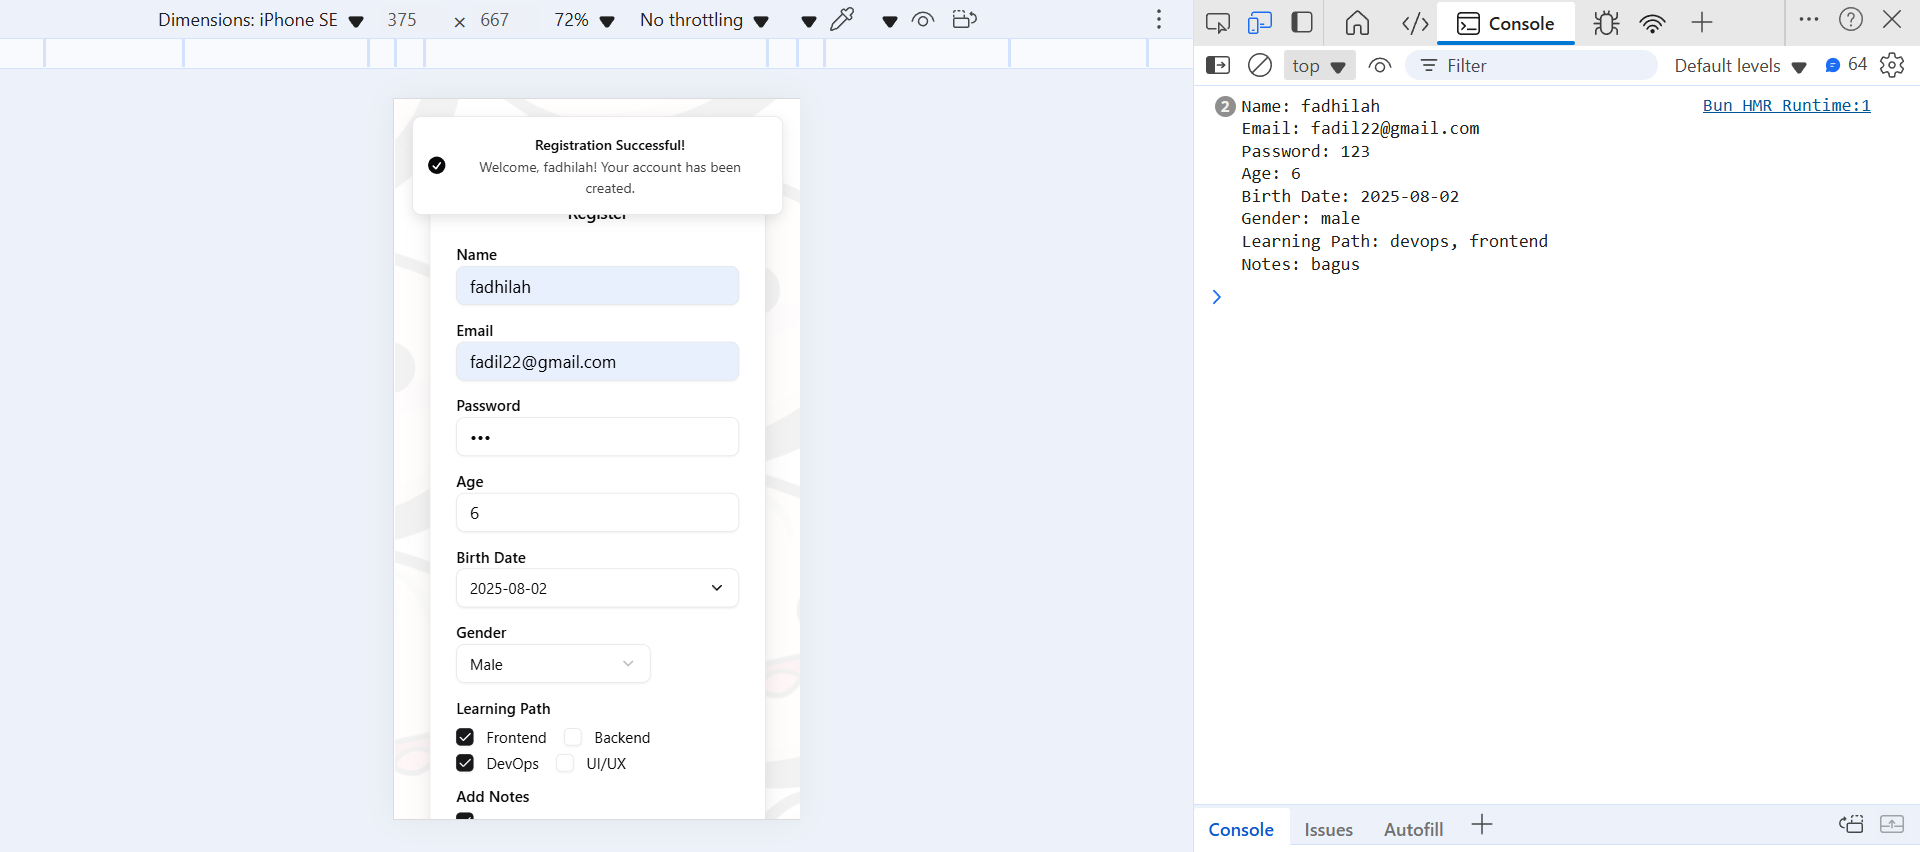 Dimensions: iPhone SE
375 × 667
72%
No throttling
Registration Successful!
Welcome, fadhilah! Your account has been
created.
Register
Name
fadhilah
Email
fadil22@gmail.com
Password
•••
Age
6
Birth Date
2025-08-02
Gender
Male
Learning Path
Frontend
Backend
DevOps
UI/UX
Add Notes
Console
top
Filter
Default levels
64
2
Name: fadhilah
Bun HMR Runtime:1
Email: fadil22@gmail.com
Password: 123
Age: 6
Birth Date: 2025-08-02
Gender: male
Learning Path: devops, frontend
Notes: bagus
Console
Issues
Autofill